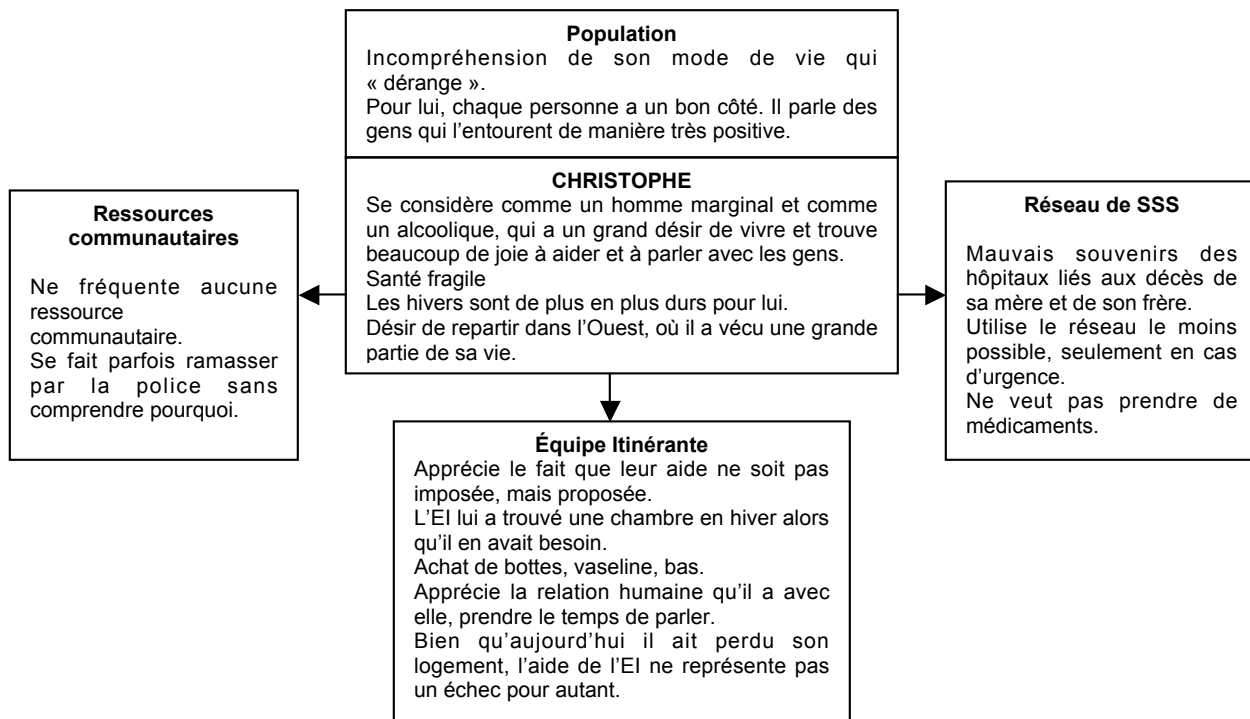 Population
Incompréhension de son mode de vie qui
« dérange ».
Pour lui, chaque personne a un bon côté. Il parle des
gens qui l’entourent de manière très positive.
CHRISTOPHE
Se considère comme un homme marginal et comme
un alcoolique, qui a un grand désir de vivre et trouve
beaucoup de joie à aider et à parler avec les gens.
Santé fragile
Les hivers sont de plus en plus durs pour lui.
Désir de repartir dans l’Ouest, où il a vécu une grande
partie de sa vie.
Ressources
communautaires
Ne fréquente aucune
ressource
communautaire.
Se fait parfois ramasser
par la police sans
comprendre pourquoi.
Réseau de SSS
Mauvais souvenirs des
hôpitaux liés aux décès de
sa mère et de son frère.
Utilise le réseau le moins
possible, seulement en cas
d’urgence.
Ne veut pas prendre de
médicaments.
Équipe Itinérante
Apprécie le fait que leur aide ne soit pas
imposée, mais proposée.
L’EI lui a trouvé une chambre en hiver alors
qu’il en avait besoin.
Achat de bottes, vaseline, bas.
Apprécie la relation humaine qu’il a avec
elle, prendre le temps de parler.
Bien qu’aujourd’hui il ait perdu son
logement, l’aide de l’EI ne représente pas
un échec pour autant.